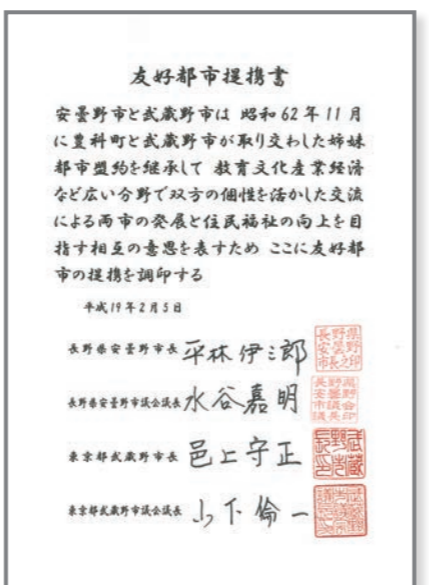 友好都市提携書
安曇野市と武蔵野市は 昭和62年11月
に豊科町と武蔵野市が取り交わした姉妹
都市盟約を継承して 教育文化産業経済
など広い分野で双方の個性を活かした交流
による両市の発展と住民福祉の向上を目
指す相互の意思を表すため ここに友好都
市の提携を調印する
平成19年2月5日
長野県安曇野市長 平林伊三郎
長野県安曇野市議会議長 水谷嘉明
東京都武蔵野市長 邑上守正
東京都武蔵野市議会議長 山下倫一